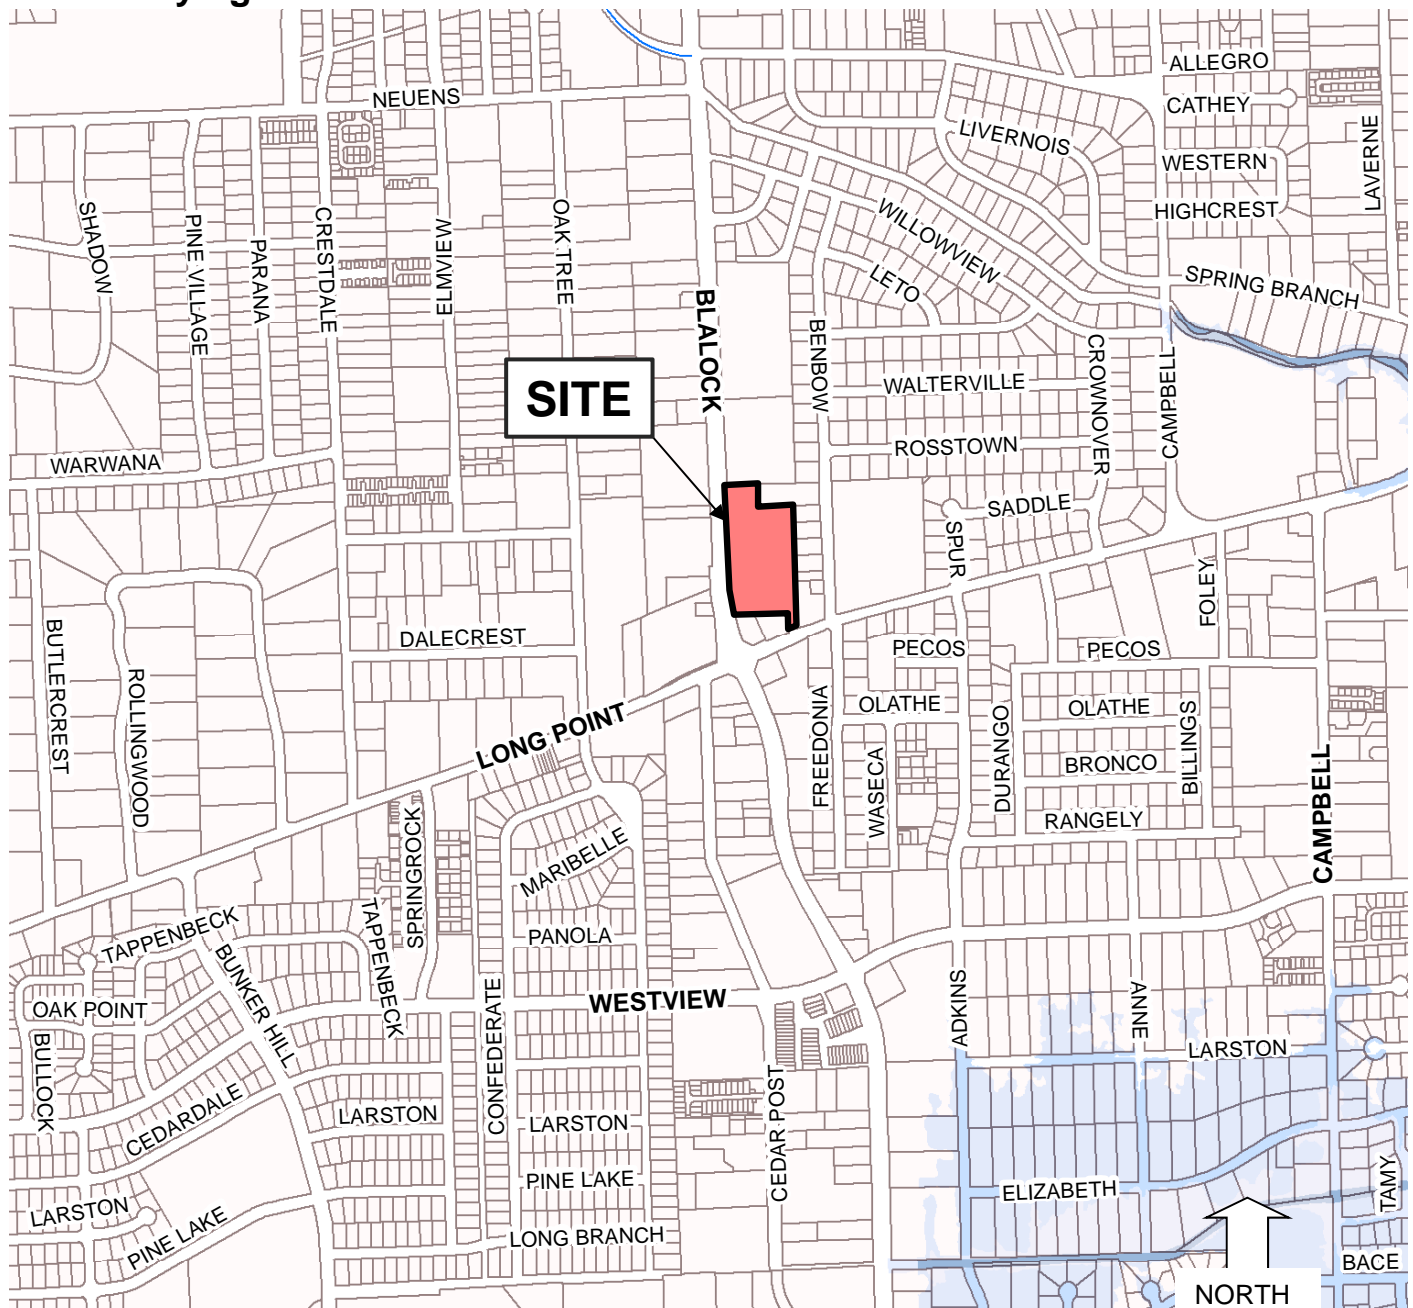 ALLEGRO
NEUENS
CATHEY
LIVERNOIS
WESTERN
LAVERNE
HIGHCREST
SHADOW
PINE VILLAGE
PARANA
CRESTDALE
ELMVIEW
OAK TREE
WILLOWVIEW
LETO
SPRING BRANCH
BLALOCK
BENBOW
CROWNOVER
CAMPBELL
WALTERVILLE
SITE
ROSSTOWN
WARWANA
SADDLE
SPUR
FOLEY
BUTLERCREST
ROLLINGWOOD
DALECREST
PECOS
PECOS
LONG POINT
FREEDONIA
OLATHE
DURANGO
OLATHE
BILLINGS
WASECA
BRONCO
CAMPBELL
RANGELY
SPRINGROCK
MARIBELLE
TAPPENBECK
TAPPENBECK
PANOLA
BUNKER HILL
OAK POINT
CONFEDERATE
WESTVIEW
ADKINS
ANNE
BULLOCK
LARSTON
CEDARDALE
LARSTON
LARSTON
CEDAR POST
PINE LAKE
ELIZABETH
TAMY
LARSTON
PINE LAKE
LONG BRANCH
BACE
NORTH